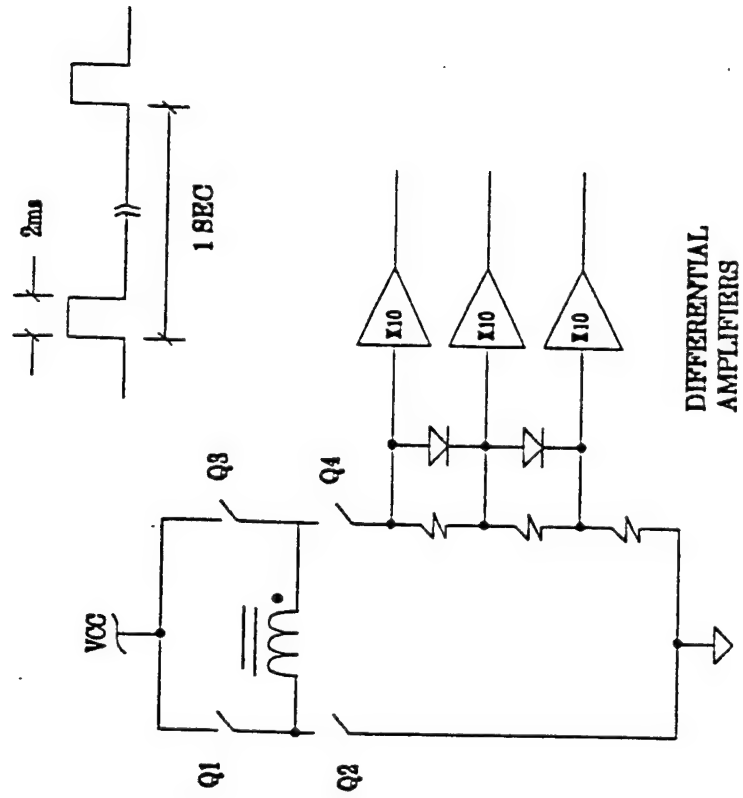 2ms
1 SEC
VCC
Q1
Q3
Q2
Q4
X10
X10
X10
DIFFERENTIAL
AMPLIFIERS